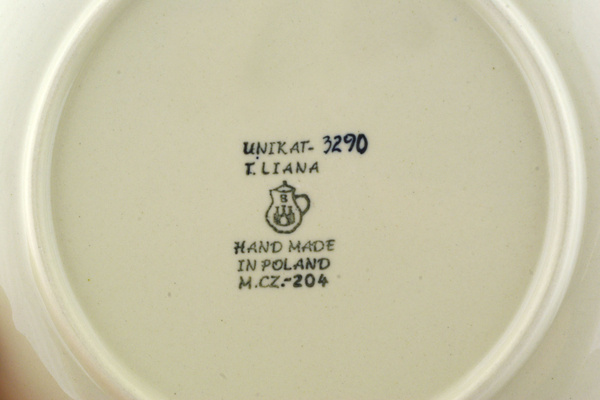 UNIKAT- 3290
T. LIANA
B
HAND MADE
IN POLAND
M.CZ.-204